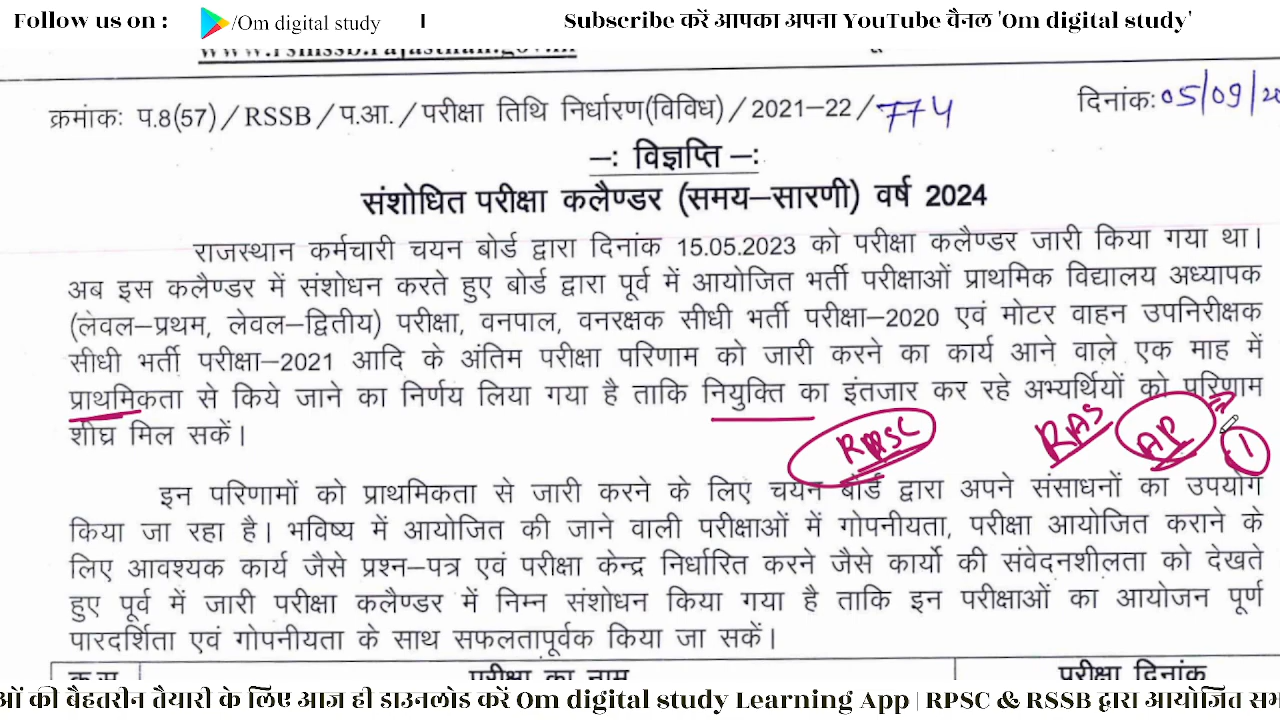 Follow us on : /Om digital study I Subscribe करें आपका अपना YouTube चैनल 'Om digital study'
www.rsmssb.rajasthan.gov.in
क्रमांकः प.8(57)/RSSB/प.आ./परीक्षा तिथि निर्धारण(विविध)/2021–22/774 दिनांकः 05/09/20
–: विज्ञप्ति –:
संशोधित परीक्षा कलैण्डर (समय–सारणी) वर्ष 2024
राजस्थान कर्मचारी चयन बोर्ड द्वारा दिनांक 15.05.2023 को परीक्षा कलैण्डर जारी किया गया था।
अब इस कलैण्डर में संशोधन करते हुए बोर्ड द्वारा पूर्व में आयोजित भर्ती परीक्षाओं प्राथमिक विद्यालय अध्यापक
(लेवल–प्रथम, लेवल–द्वितीय) परीक्षा, वनपाल, वनरक्षक सीधी भर्ती परीक्षा–2020 एवं मोटर वाहन उपनिरीक्षक
सीधी भर्ती परीक्षा–2021 आदि के अंतिम परीक्षा परिणाम को जारी करने का कार्य आने वाले एक माह में
प्राथमिकता से किये जाने का निर्णय लिया गया है ताकि नियुक्ति का इंतजार कर रहे अभ्यर्थियों को परिणाम
शीघ्र मिल सकें।
RPSC RAS AP 1
इन परिणामों को प्राथमिकता से जारी करने के लिए चयन बोर्ड द्वारा अपने संसाधनों का उपयोग
किया जा रहा है। भविष्य में आयोजित की जाने वाली परीक्षाओं में गोपनीयता, परीक्षा आयोजित कराने के
लिए आवश्यक कार्य जैसे प्रश्न–पत्र एवं परीक्षा केन्द्र निर्धारित करने जैसे कार्यो की संवेदनशीलता को देखते
हुए पूर्व में जारी परीक्षा कलैण्डर में निम्न संशोधन किया गया है ताकि इन परीक्षाओं का आयोजन पूर्ण
पारदर्शिता एवं गोपनीयता के साथ सफलतापूर्वक किया जा सकें।
क्र.स. परीक्षा का नाम परीक्षा दिनांक
ओं की बैहतरीन तैयारी के लिए आज ही डाउनलोड करें Om digital study Learning App | RPSC & RSSB द्वारा आयोजित सभ